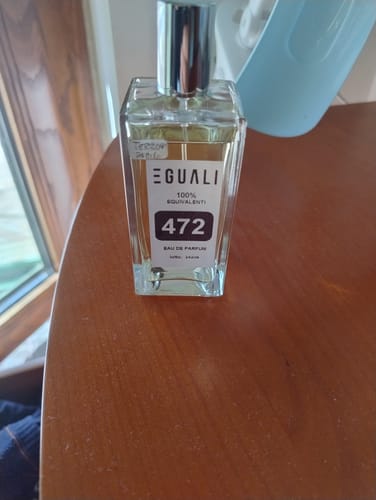 EGUALI
100%
EQUIVALENTI
472
EAU DE PARFUM